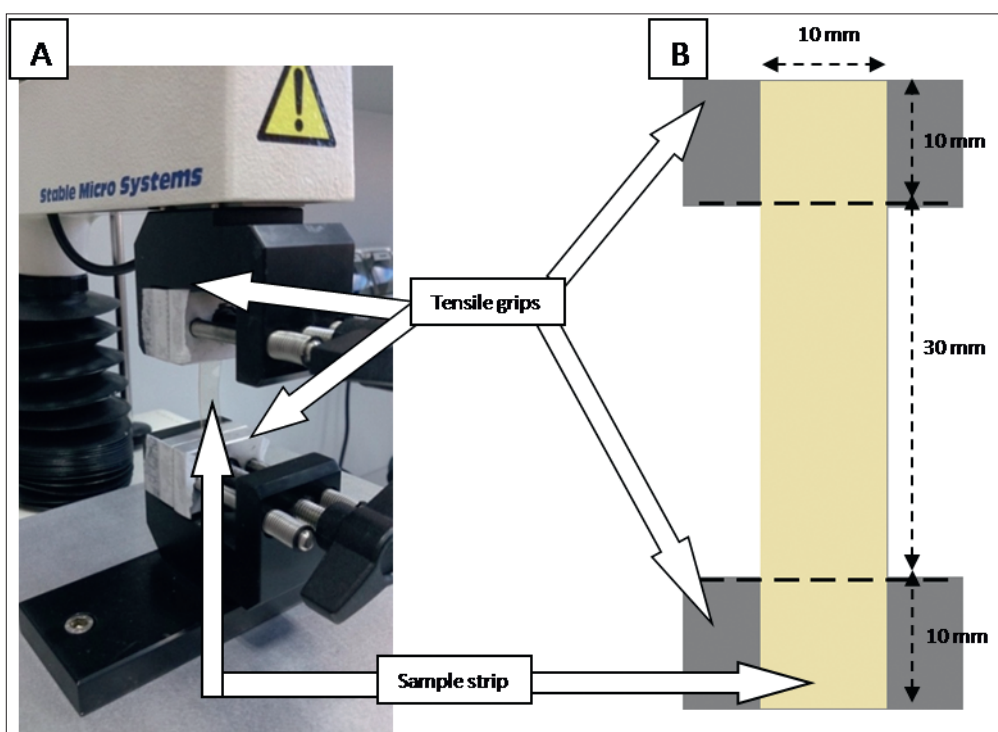 A
B
10 mm
Stable Micro Systems
10 mm
Tensile grips
30 mm
10 mm
Sample strip